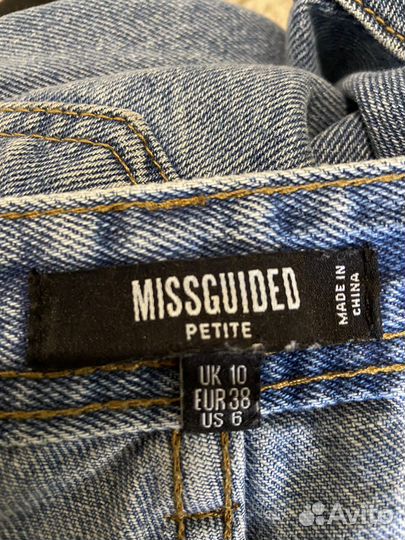 MISSGUIDED
PETITE
MADE IN
CHINA
UK 10
EUR 38
US 6
Avito